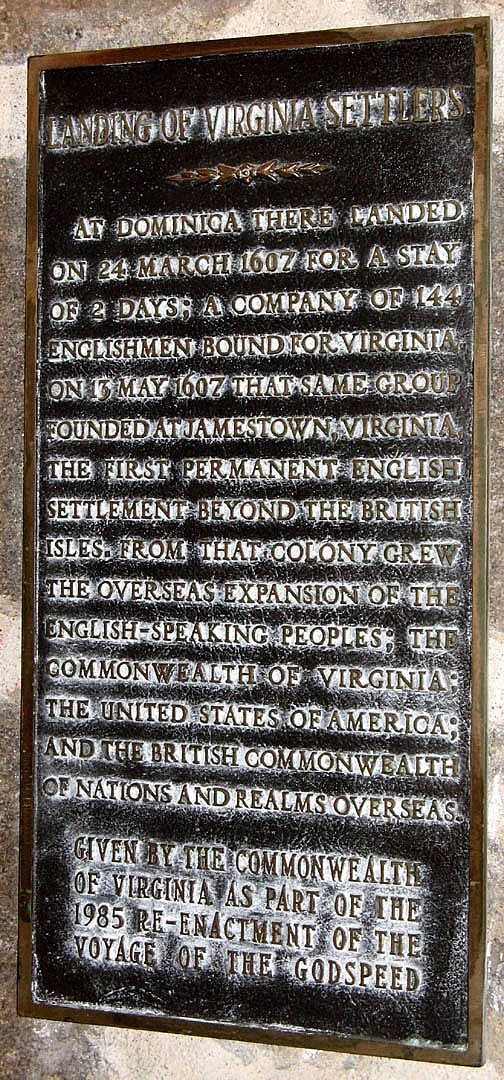 LANDING OF VIRGINIA SETTLERS
AT DOMINICA THERE LANDED
ON 24 MARCH 1607 FOR A STAY
OF 2 DAYS; A COMPANY OF 144
ENGLISHMEN BOUND FOR VIRGINIA.
ON 13 MAY 1607 THAT SAME GROUP
FOUNDED AT JAMESTOWN, VIRGINIA,
THE FIRST PERMANENT ENGLISH
SETTLEMENT BEYOND THE BRITISH
ISLES. FROM THAT COLONY GREW
THE OVERSEAS EXPANSION OF THE
ENGLISH-SPEAKING PEOPLES; THE
COMMONWEALTH OF VIRGINIA;
THE UNITED STATES OF AMERICA;
AND THE BRITISH COMMONWEALTH
OF NATIONS AND REALMS OVERSEAS.
GIVEN BY THE COMMONWEALTH
OF VIRGINIA AS PART OF THE
1985 RE-ENACTMENT OF THE
VOYAGE OF THE GODSPEED